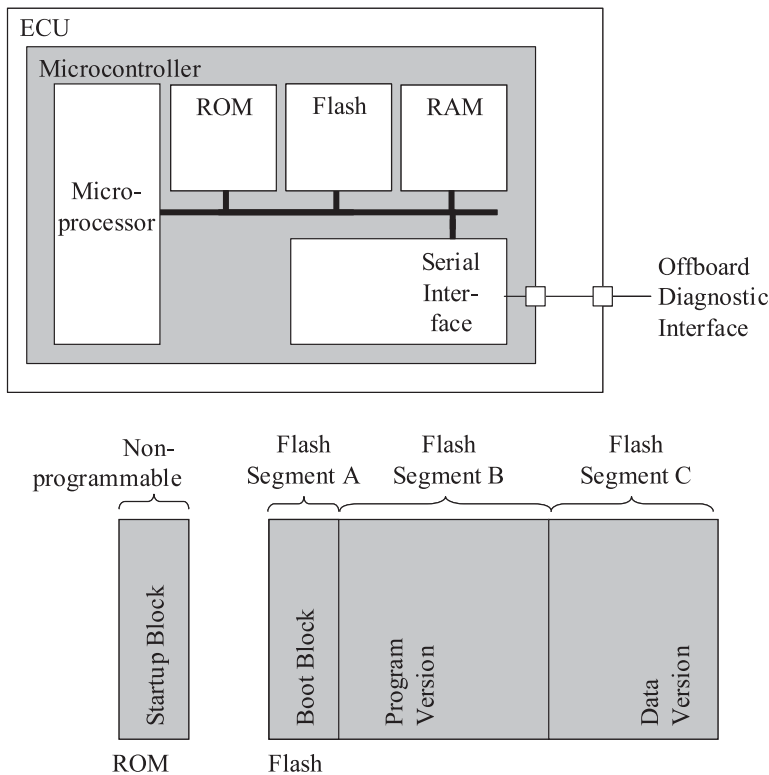 ECU
Microcontroller
ROM
Flash
RAM
Micro-
processor
Serial
Inter-
face
Offboard
Diagnostic
Interface
Non-
programmable
Flash
Segment A
Flash
Segment B
Flash
Segment C
Startup Block
Boot Block
Program
Version
Data
Version
ROM
Flash